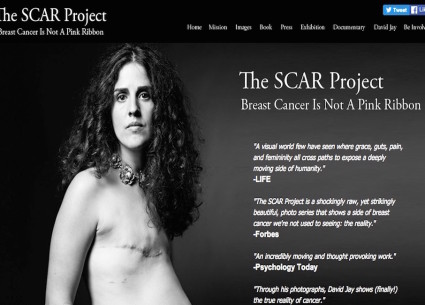 The SCAR Project
Breast Cancer Is Not A Pink Ribbon
Tweet
Home Mission Images Book Press Exhibition Documentary David Jay Be Involv
The SCAR Project
Breast Cancer Is Not A Pink Ribbon
"A visual world few have seen where grace, guts, pain,
and femininity all cross paths to expose a deeply
moving side of humanity."
-LIFE
"The SCAR Project is a shockingly raw, yet strikingly
beautiful, photo series that shows a side of breast
cancer we're not used to seeing: the reality."
-Forbes
"An incredibly moving and thought provoking work."
-Psychology Today
"Through his photographs, David Jay shows (finally!)
the true reality of cancer."